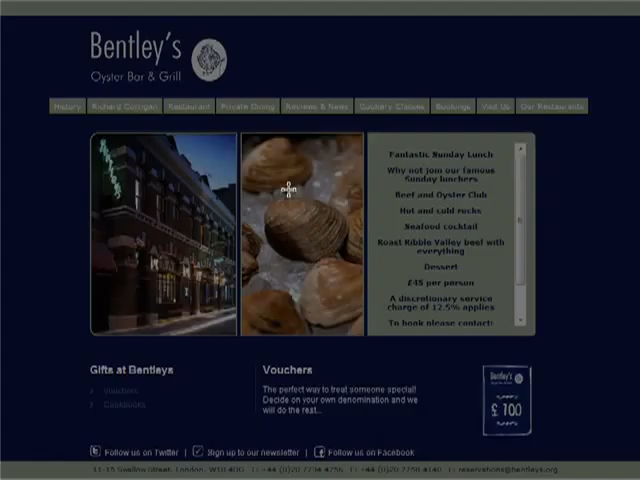 Bentley's
Oyster Bar & Grill
History
Richard Corrigan
Restaurant
Private Dining
Reviews & News
Cookery Classes
Bookings
Visit Us
Our Restaurants
Fantastic Sunday Lunch
Why not join our famous
Sunday lunches
Beef and Oyster Club
Hot and cold rocks
Seafood cocktail
Roast Ribble Valley beef with
everything
Dessert
£45 per person
A discretionary service
charge of 12.5% applies
To book please contact:
Gifts at Bentleys
Vouchers
Cookbooks
Vouchers
The perfect way to treat someone special!
Decide on your own denomination and we
will do the rest...
Bentley's
£ 100
Follow us on Twitter | Sign up to our newsletter | Follow us on Facebook
11-15 Swallow Street, London, reservations@bentleys.org